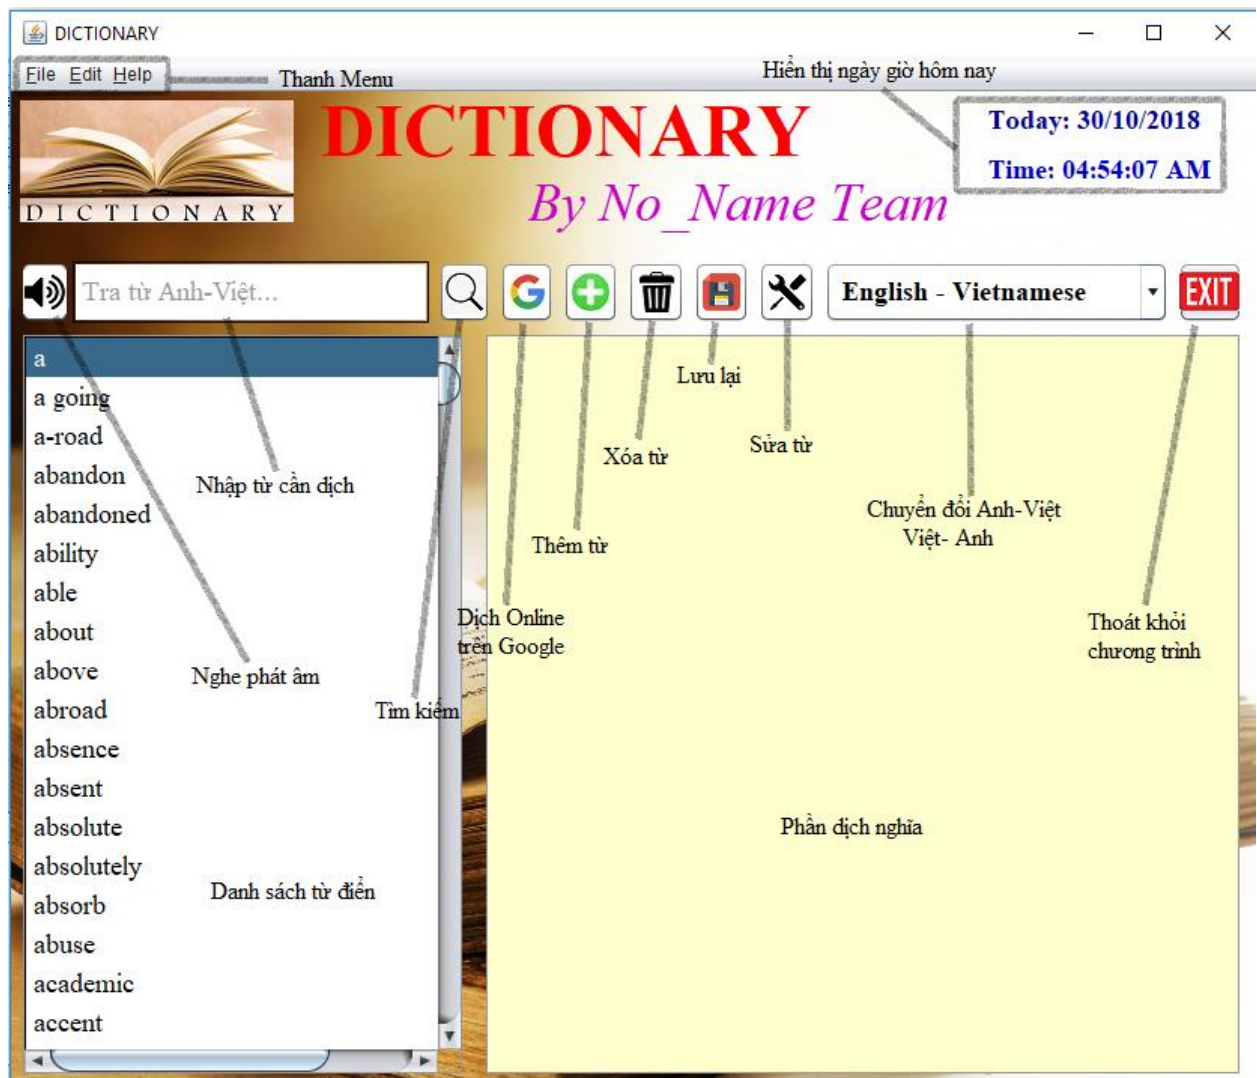 DICTIONARY
File Edit Help
Thanh Menu
Hiển thị ngày giờ hôm nay
DICTIONARY
DICTIONARY
By No_Name Team
Today: 30/10/2018
Time: 04:54:07 AM
Tra từ Anh-Việt...
G
English - Vietnamese
EXIT
a
a going
a-road
abandon
abandoned
ability
able
about
above
abroad
absence
absent
absolute
absolutely
absorb
abuse
academic
accent
Nhập từ cần dịch
Nghe phát âm
Tìm kiếm
Danh sách từ điển
Lưu lại
Xóa từ
Sửa từ
Thêm từ
Chuyển đổi Anh-Việt
Việt- Anh
Dịch Online
trên Google
Thoát khỏi
chương trình
Phần dịch nghĩa